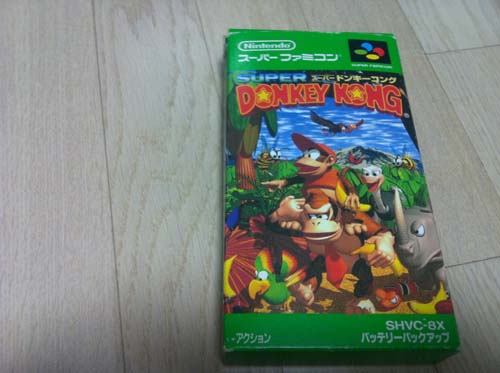 Nintendo
スーパー ファミコン
SUPER FAMICOM
SUPER スーパードンキーコング
DONKEY KONG
SHVC-8X
・アクション
バッテリーバックアップ